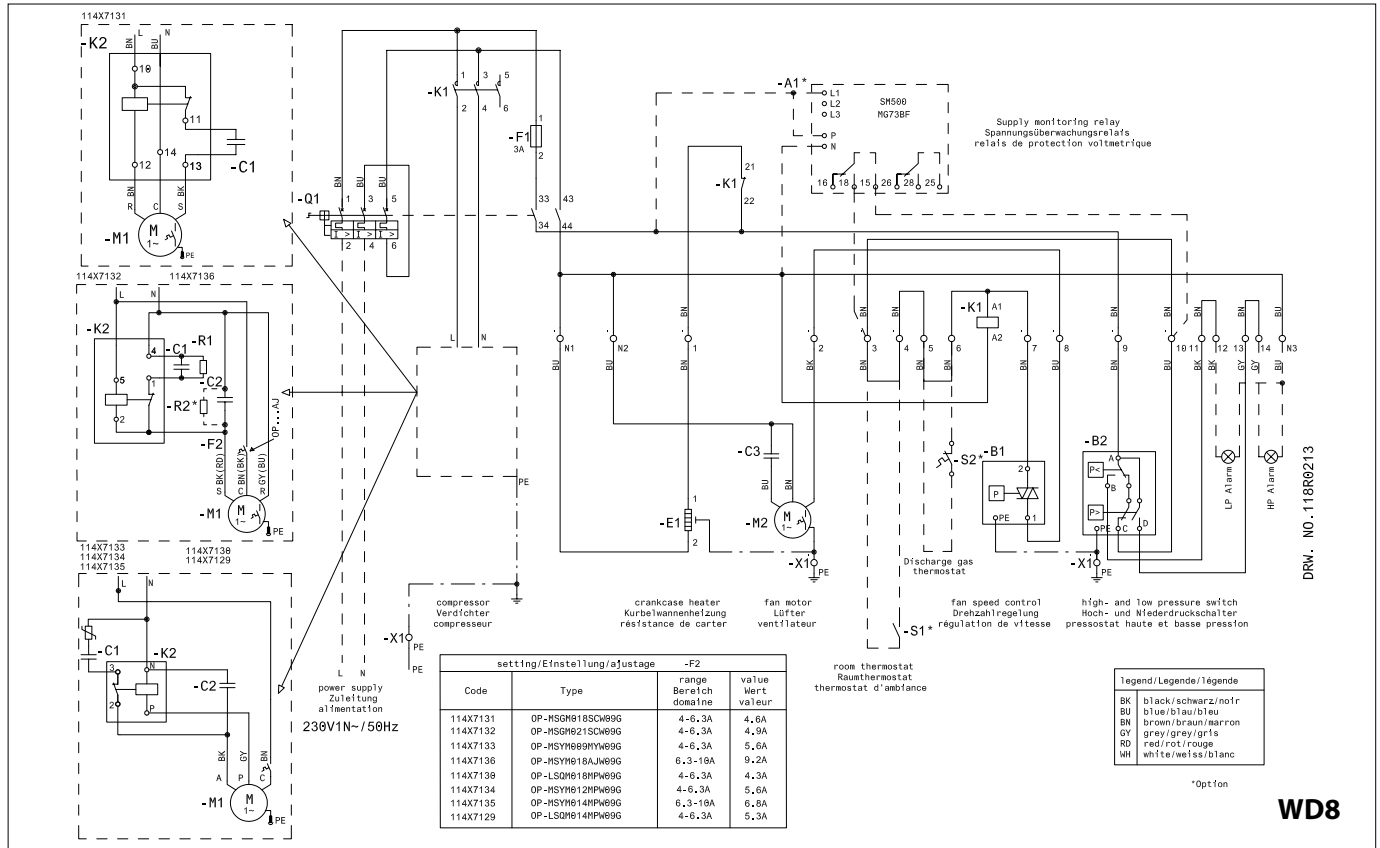 114X7131
-K2
BN
L
BU
N
10
11
14
12
13
-C1
BN
BU
BK
R
C
S
-M1
M
1~
PE
114X7132
114X7136
L
N
-K2
4
-C1
-R1
5
1
-C2
2
-R2*
-F2
OP...AJ
BK(RD)
BN(BK)
GY(BU)
S
C
R
-M1
M
1~
PE
114X7133
114X7134
114X7135
114X7130
114X7129
L
N
-C1
3
N
-K2
-C2
2
P
BK
GY
BN
A
P
C
-M1
M
1~
PE
-Q1
BN
BU
BU
1
3
5
I >
I >
I >
2
4
6
-K1
1
3
5
2
4
6
-F1
3A
1
2
33
43
34
44
L
N
PE
-X1
PE
PE
L
N
power supply
Zuleitung
alimentation
230V1N~/50Hz
compressor
Verdichter
compresseur
-A1*
L1
L2
L3
P
N
SM500
MG73BF
16
18
15
26
28
25
Supply monitoring relay
Spannungsüberwachungsrelais
relais de protection voltmetrique
-K1
21
22
N1
BU
N2
BU
BN
1
BN
BK
2
BK
BN
3
BN
BN
4
BU
5
BN
6
-K1
A1
A2
BN
7
BU
8
BN
9
BN
10
BN
11
BK
12
BK
BN
13
GY
14
GY
BU
N3
BU
-E1
1
2
-C3
BU
BN
-M2
M
1~
-X1
PE
crankcase heater
Kurbelwannenheizung
résistance de carter
fan motor
Lüfter
ventilateur
-S2*
Discharge gas
thermostat
-S1*
room thermostat
Raumthermostat
thermostat d'ambiance
-B1
2
P
PE
1
fan speed control
Drehzahlregelung
régulation de vitesse
-B2
A
P<
B
P>
PE
C
D
-X1
PE
high- and low pressure switch
Hoch- und Niederdruckschalter
pressostat haute et basse pression
LP Alarm
HP Alarm
DRW. NO.118R0213
setting/Einstellung/ajustage -F2
Code Type range Bereich domaine value Wert valeur
114X7131 OP-MSGM018SCW09G 4-6.3A 4.6A
114X7132 OP-MSGM021SCW09G 4-6.3A 4.9A
114X7133 OP-MSYM009MYW09G 4-6.3A 5.6A
114X7136 OP-MSYM018AJW09G 6.3-10A 9.2A
114X7130 OP-LSQM018MPW09G 4-6.3A 4.3A
114X7134 OP-MSYM012MPW09G 4-6.3A 5.6A
114X7135 OP-MSYM014MPW09G 6.3-10A 6.8A
114X7129 OP-LSQM014MPW09G 4-6.3A 5.3A
legend/Legende/légende
BK black/schwarz/noir
BU blue/blau/bleu
BN brown/braun/marron
GY grey/grey/gris
RD red/rot/rouge
WH white/weiss/blanc
*Option
WD8